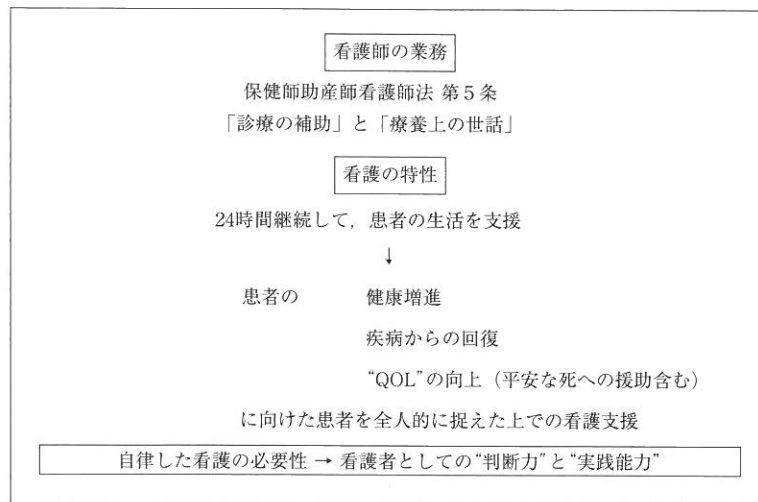 看護師の業務
保健師助産師看護師法 第5条
「診療の補助」と「療養上の世話」
看護の特性
24時間継続して，患者の生活を支援
↓
患者の 健康増進
疾病からの回復
“QOL”の向上（平安な死への援助含む）
に向けた患者を全人的に捉えた上での看護支援
自律した看護の必要性 → 看護者としての“判断力”と“実践能力”